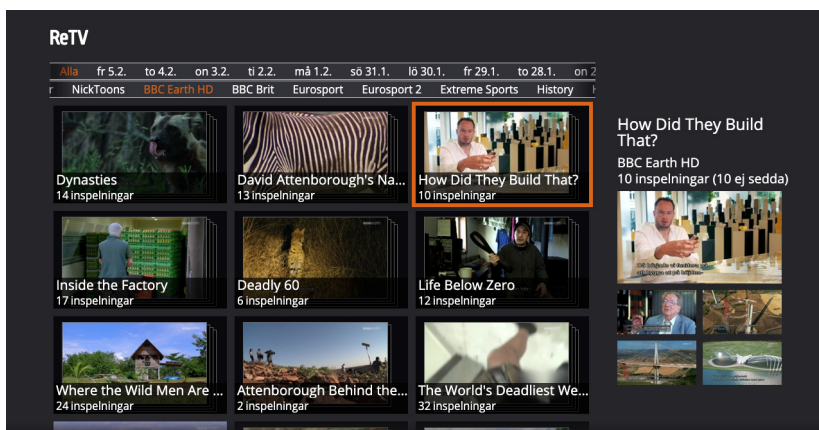 ReTV
Alla fr 5.2. to 4.2. on 3.2. ti 2.2. må 1.2. sö 31.1. lö 30.1. fr 29.1. to 28.1. on 2
r NickToons BBC Earth HD BBC Brit Eurosport Eurosport 2 Extreme Sports History
Dynasties
14 inspelningar
David Attenborough's Na...
13 inspelningar
How Did They Build That?
10 inspelningar
Inside the Factory
17 inspelningar
Deadly 60
6 inspelningar
Life Below Zero
12 inspelningar
Where the Wild Men Are ...
24 inspelningar
Attenborough Behind the...
2 inspelningar
The World's Deadliest We...
32 inspelningar
How Did They Build
That?
BBC Earth HD
10 inspelningar (10 ej sedda)